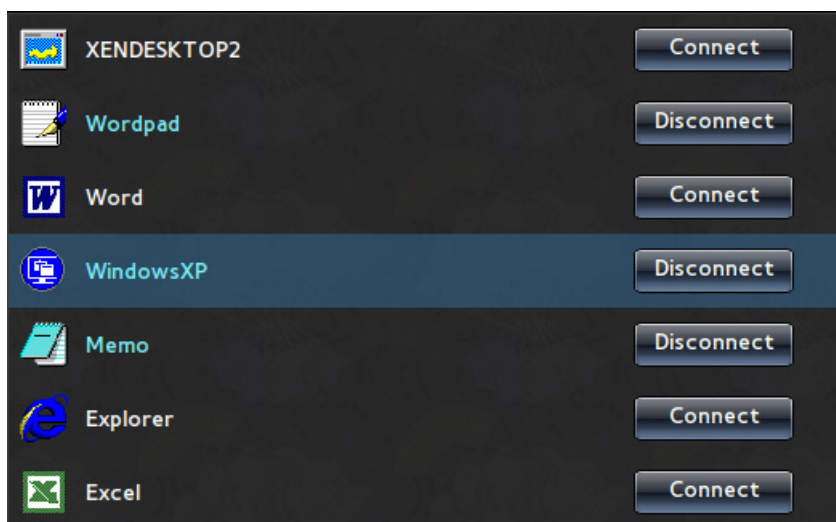 XENDESKTOP2 Connect
Wordpad Disconnect
W Word Connect
WindowsXP Disconnect
Memo Disconnect
Explorer Connect
Excel Connect